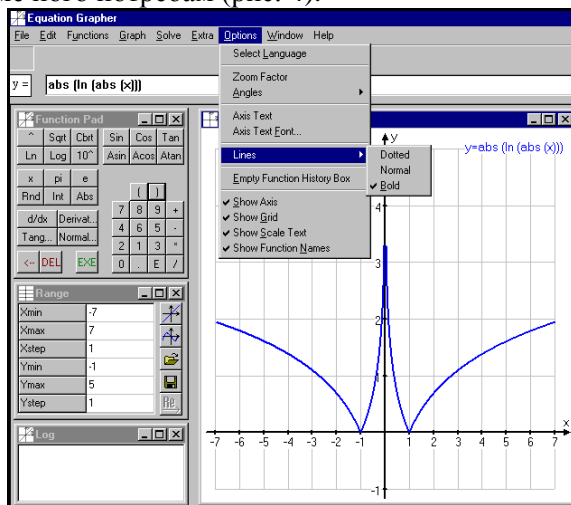 Equation Grapher
File Edit Functions Graph Solve Extra Options Window Help
y = abs (ln (abs (x)))
Select Language
Zoom Factor
Angles
Axis Text
Axis Text Font...
Lines
Empty Function History Box
Show Axis
Show Grid
Show Scale Text
Show Function Names
Dotted
Normal
Bold
Function Pad
^ Sqrt Cbrt Sin Cos Tan
Ln Log 10^ Asin Acos Atan
x pi e
Rnd Int Abs ( )
d/dx Derivat... 7 8 9 +
Tang... Normal... 4 5 6 -
2 1 3 *
<-- DEL EXE 0 . E /
Range
Xmin -7
Xmax 7
Xstep 1
Ymin -1
Ymax 5
Ystep 1
Re
Log
y
y=abs (ln (abs (x)))
4
3
2
1
x
-7 -6 -5 -4 -3 -2 -1 1 2 3 4 5 6 7
-1